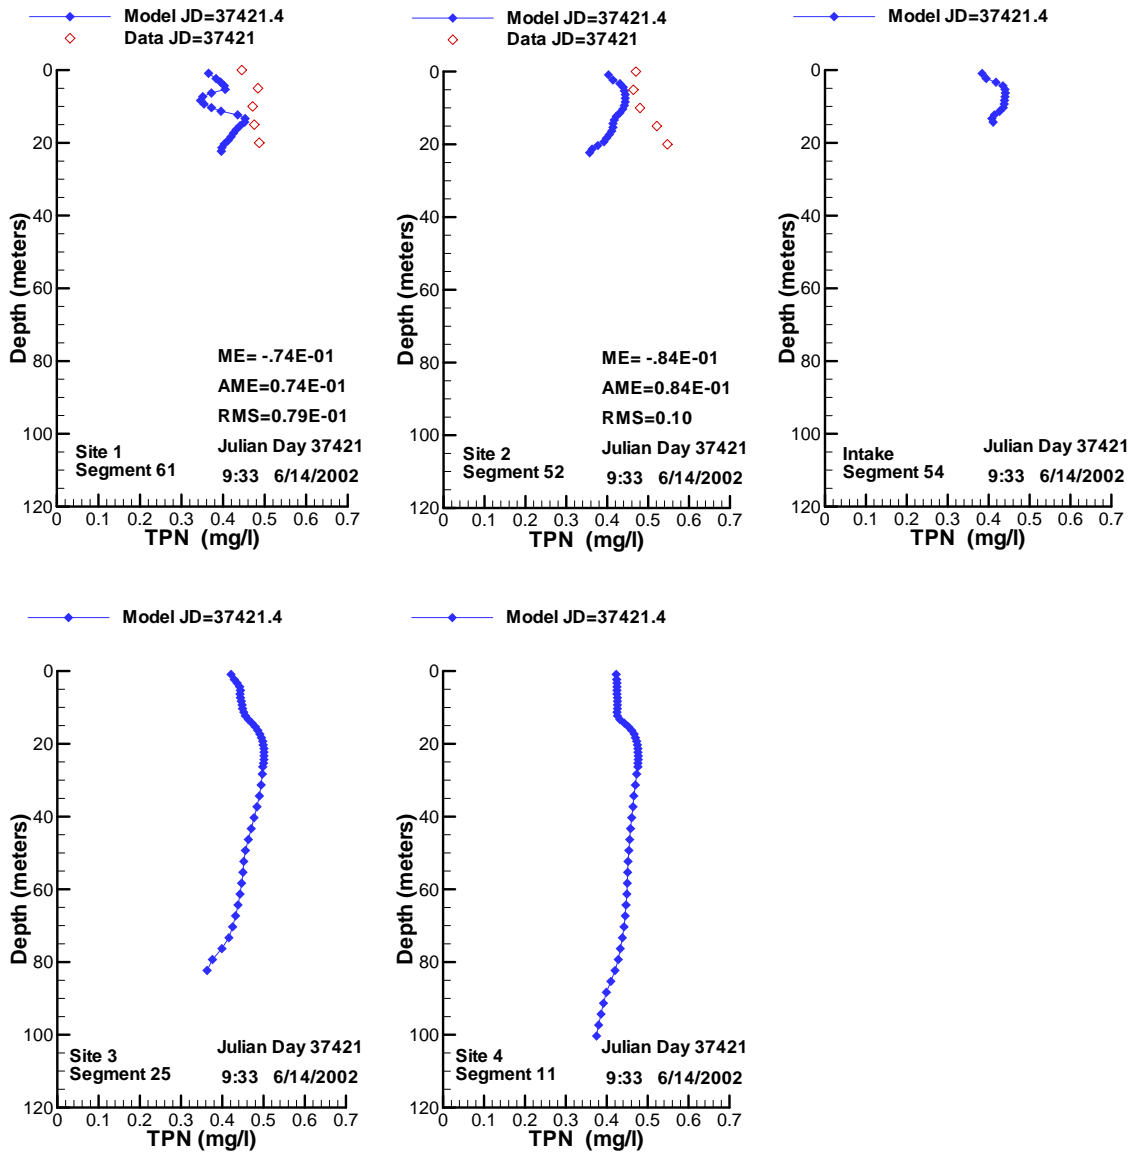 Model JD=37421.4
Data JD=37421
0
20
40
60
80
100
120
Depth (meters)
ME= -.74E-01
AME=0.74E-01
RMS=0.79E-01
Site 1
Segment 61
Julian Day 37421
9:33 6/14/2002
0 0.1 0.2 0.3 0.4 0.5 0.6 0.7
TPN (mg/l)
Model JD=37421.4
Data JD=37421
0
20
40
60
80
100
120
Depth (meters)
ME= -.84E-01
AME=0.84E-01
RMS=0.10
Site 2
Segment 52
Julian Day 37421
9:33 6/14/2002
0 0.1 0.2 0.3 0.4 0.5 0.6 0.7
TPN (mg/l)
Model JD=37421.4
0
20
40
60
80
100
120
Depth (meters)
Intake
Segment 54
Julian Day 37421
9:33 6/14/2002
0 0.1 0.2 0.3 0.4 0.5 0.6 0.7
TPN (mg/l)
Model JD=37421.4
0
20
40
60
80
100
120
Depth (meters)
Site 3
Segment 25
Julian Day 37421
9:33 6/14/2002
0 0.1 0.2 0.3 0.4 0.5 0.6 0.7
TPN (mg/l)
Model JD=37421.4
0
20
40
60
80
100
120
Depth (meters)
Site 4
Segment 11
Julian Day 37421
9:33 6/14/2002
0 0.1 0.2 0.3 0.4 0.5 0.6 0.7
TPN (mg/l)